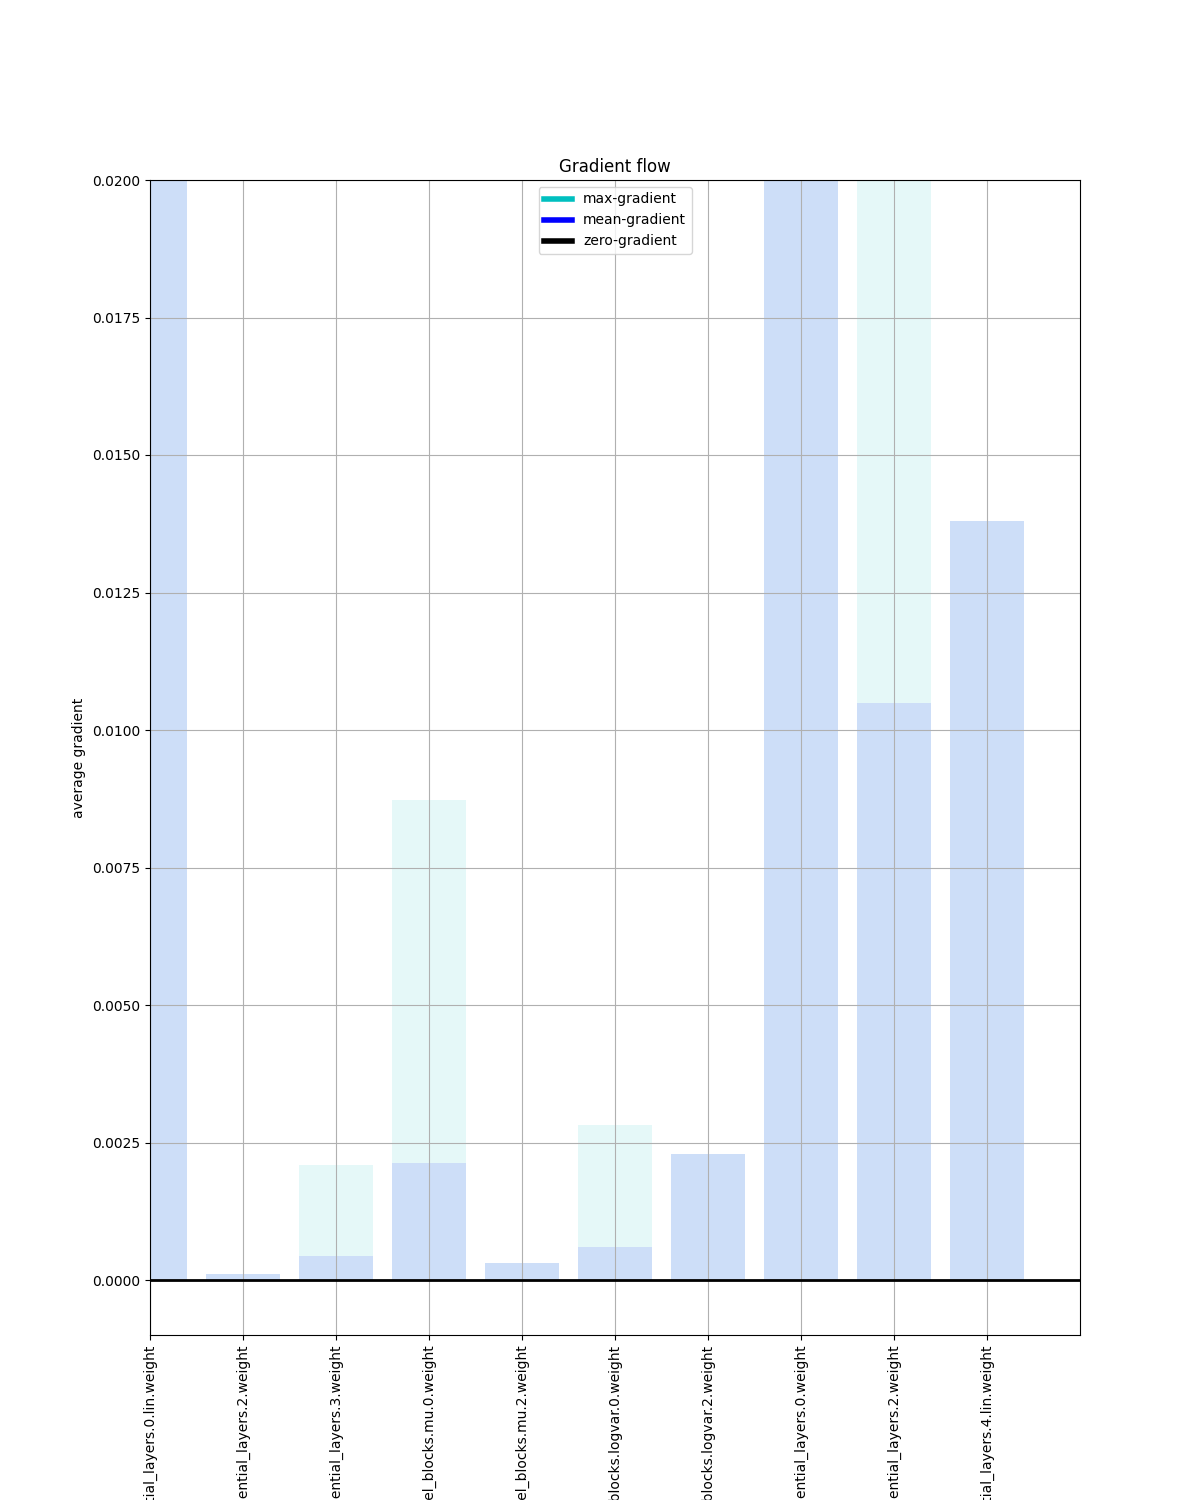 Gradient flow
max-gradient
mean-gradient
zero-gradient
0.0200
0.0175
0.0150
0.0125
0.0100
0.0075
0.0050
0.0025
0.0000
average gradient
tial_layers.0.lin.weight
ential_layers.2.weight
ential_layers.3.weight
el_blocks.mu.0.weight
el_blocks.mu.2.weight
blocks.logvar.0.weight
blocks.logvar.2.weight
ential_layers.0.weight
ential_layers.2.weight
tial_layers.4.lin.weight